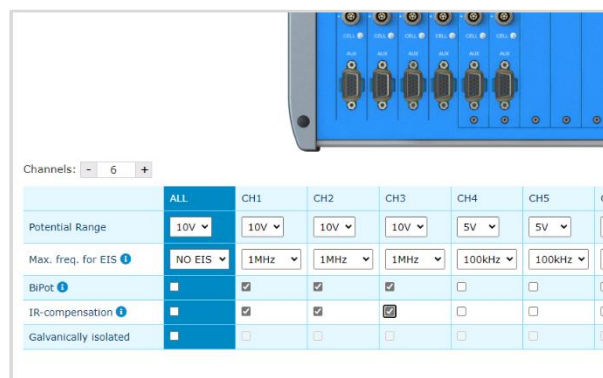 CELL CELL CELL CELL CELL CELL
AUX AUX AUX AUX AUX AUX
Channels: - 6 +
ALL CH1 CH2 CH3 CH4 CH5
Potential Range 10V 10V 10V 10V 5V 5V
Max. freq. for EIS NO EIS 1MHz 1MHz 1MHz 100kHz 100kHz
BiPot
IR-compensation
Galvanically isolated